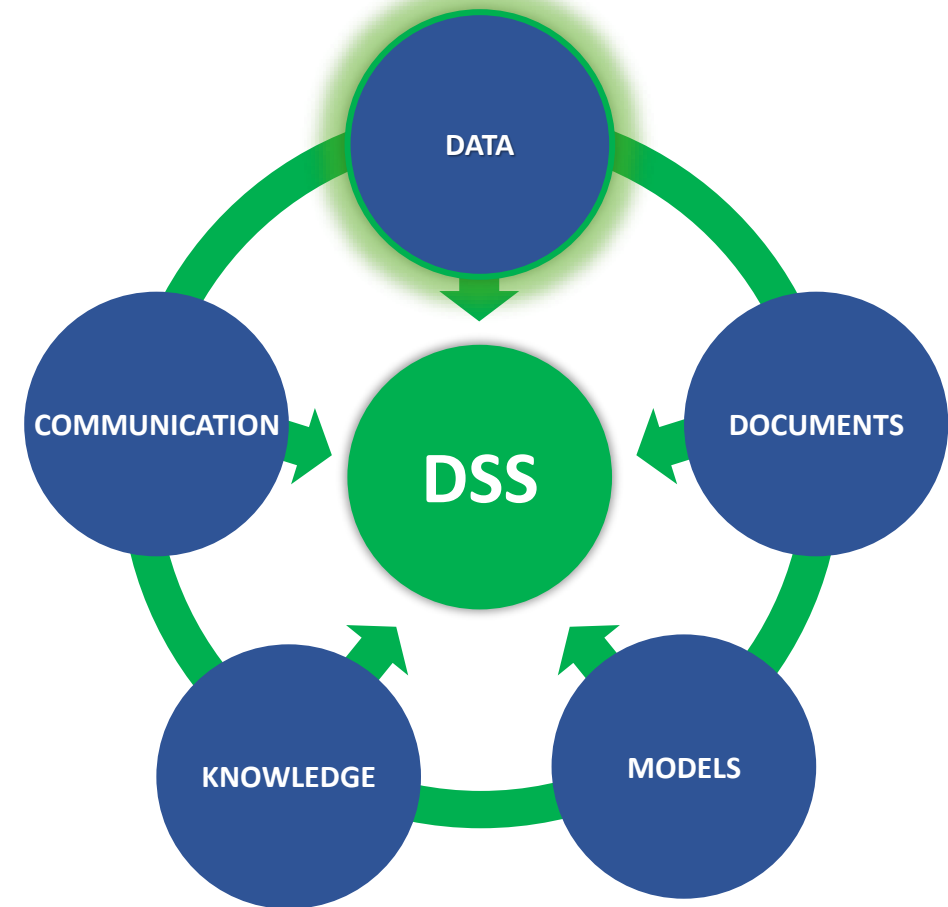 DATA
COMMUNICATION
DOCUMENTS
DSS
KNOWLEDGE
MODELS